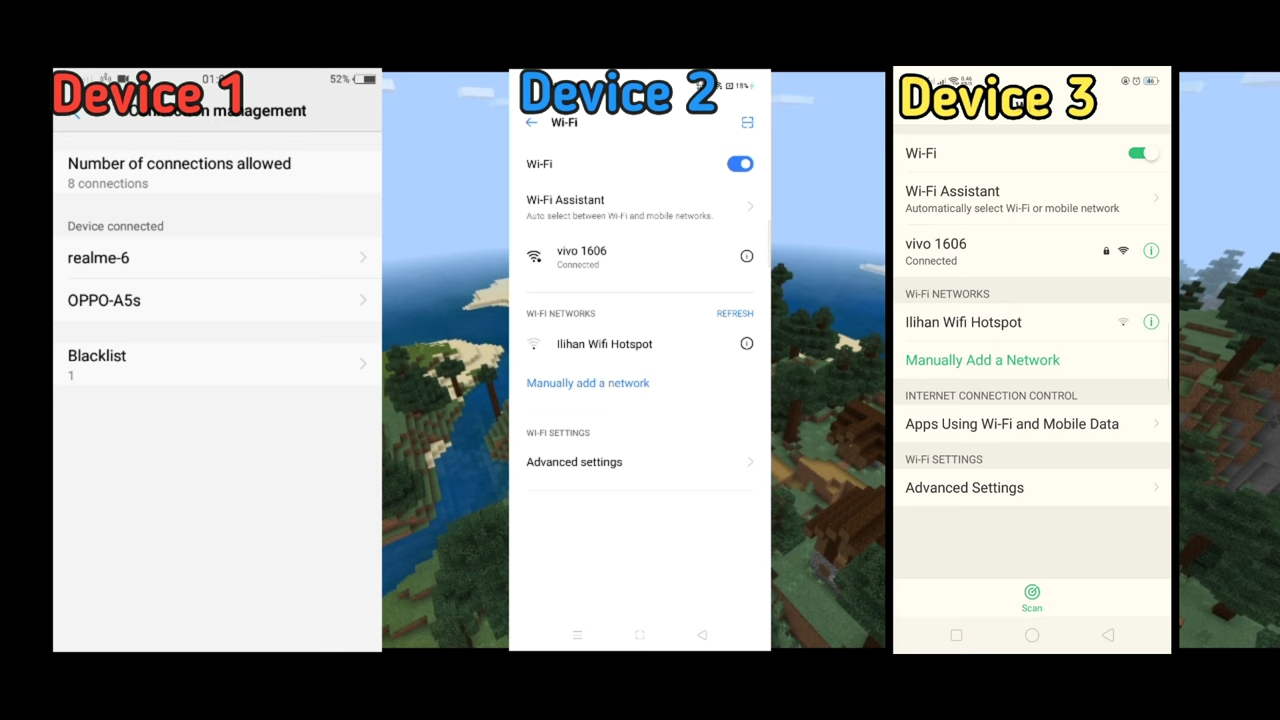 Device 1
01:
52%
management
Number of connections allowed
8 connections
Device connected
realme-6
OPPO-A5s
Blacklist
1
Device 2
18%
Wi-Fi
Wi-Fi
Wi-Fi Assistant
Auto select between Wi-Fi and mobile networks.
vivo 1606
Connected
WI-FI NETWORKS
REFRESH
Ilihan Wifi Hotspot
Manually add a network
WI-FI SETTINGS
Advanced settings
Device 3
0.46
46
Wi-Fi
Wi-Fi Assistant
Automatically select Wi-Fi or mobile network
vivo 1606
Connected
Wi-Fi NETWORKS
Ilihan Wifi Hotspot
Manually Add a Network
INTERNET CONNECTION CONTROL
Apps Using Wi-Fi and Mobile Data
Wi-Fi SETTINGS
Advanced Settings
Scan